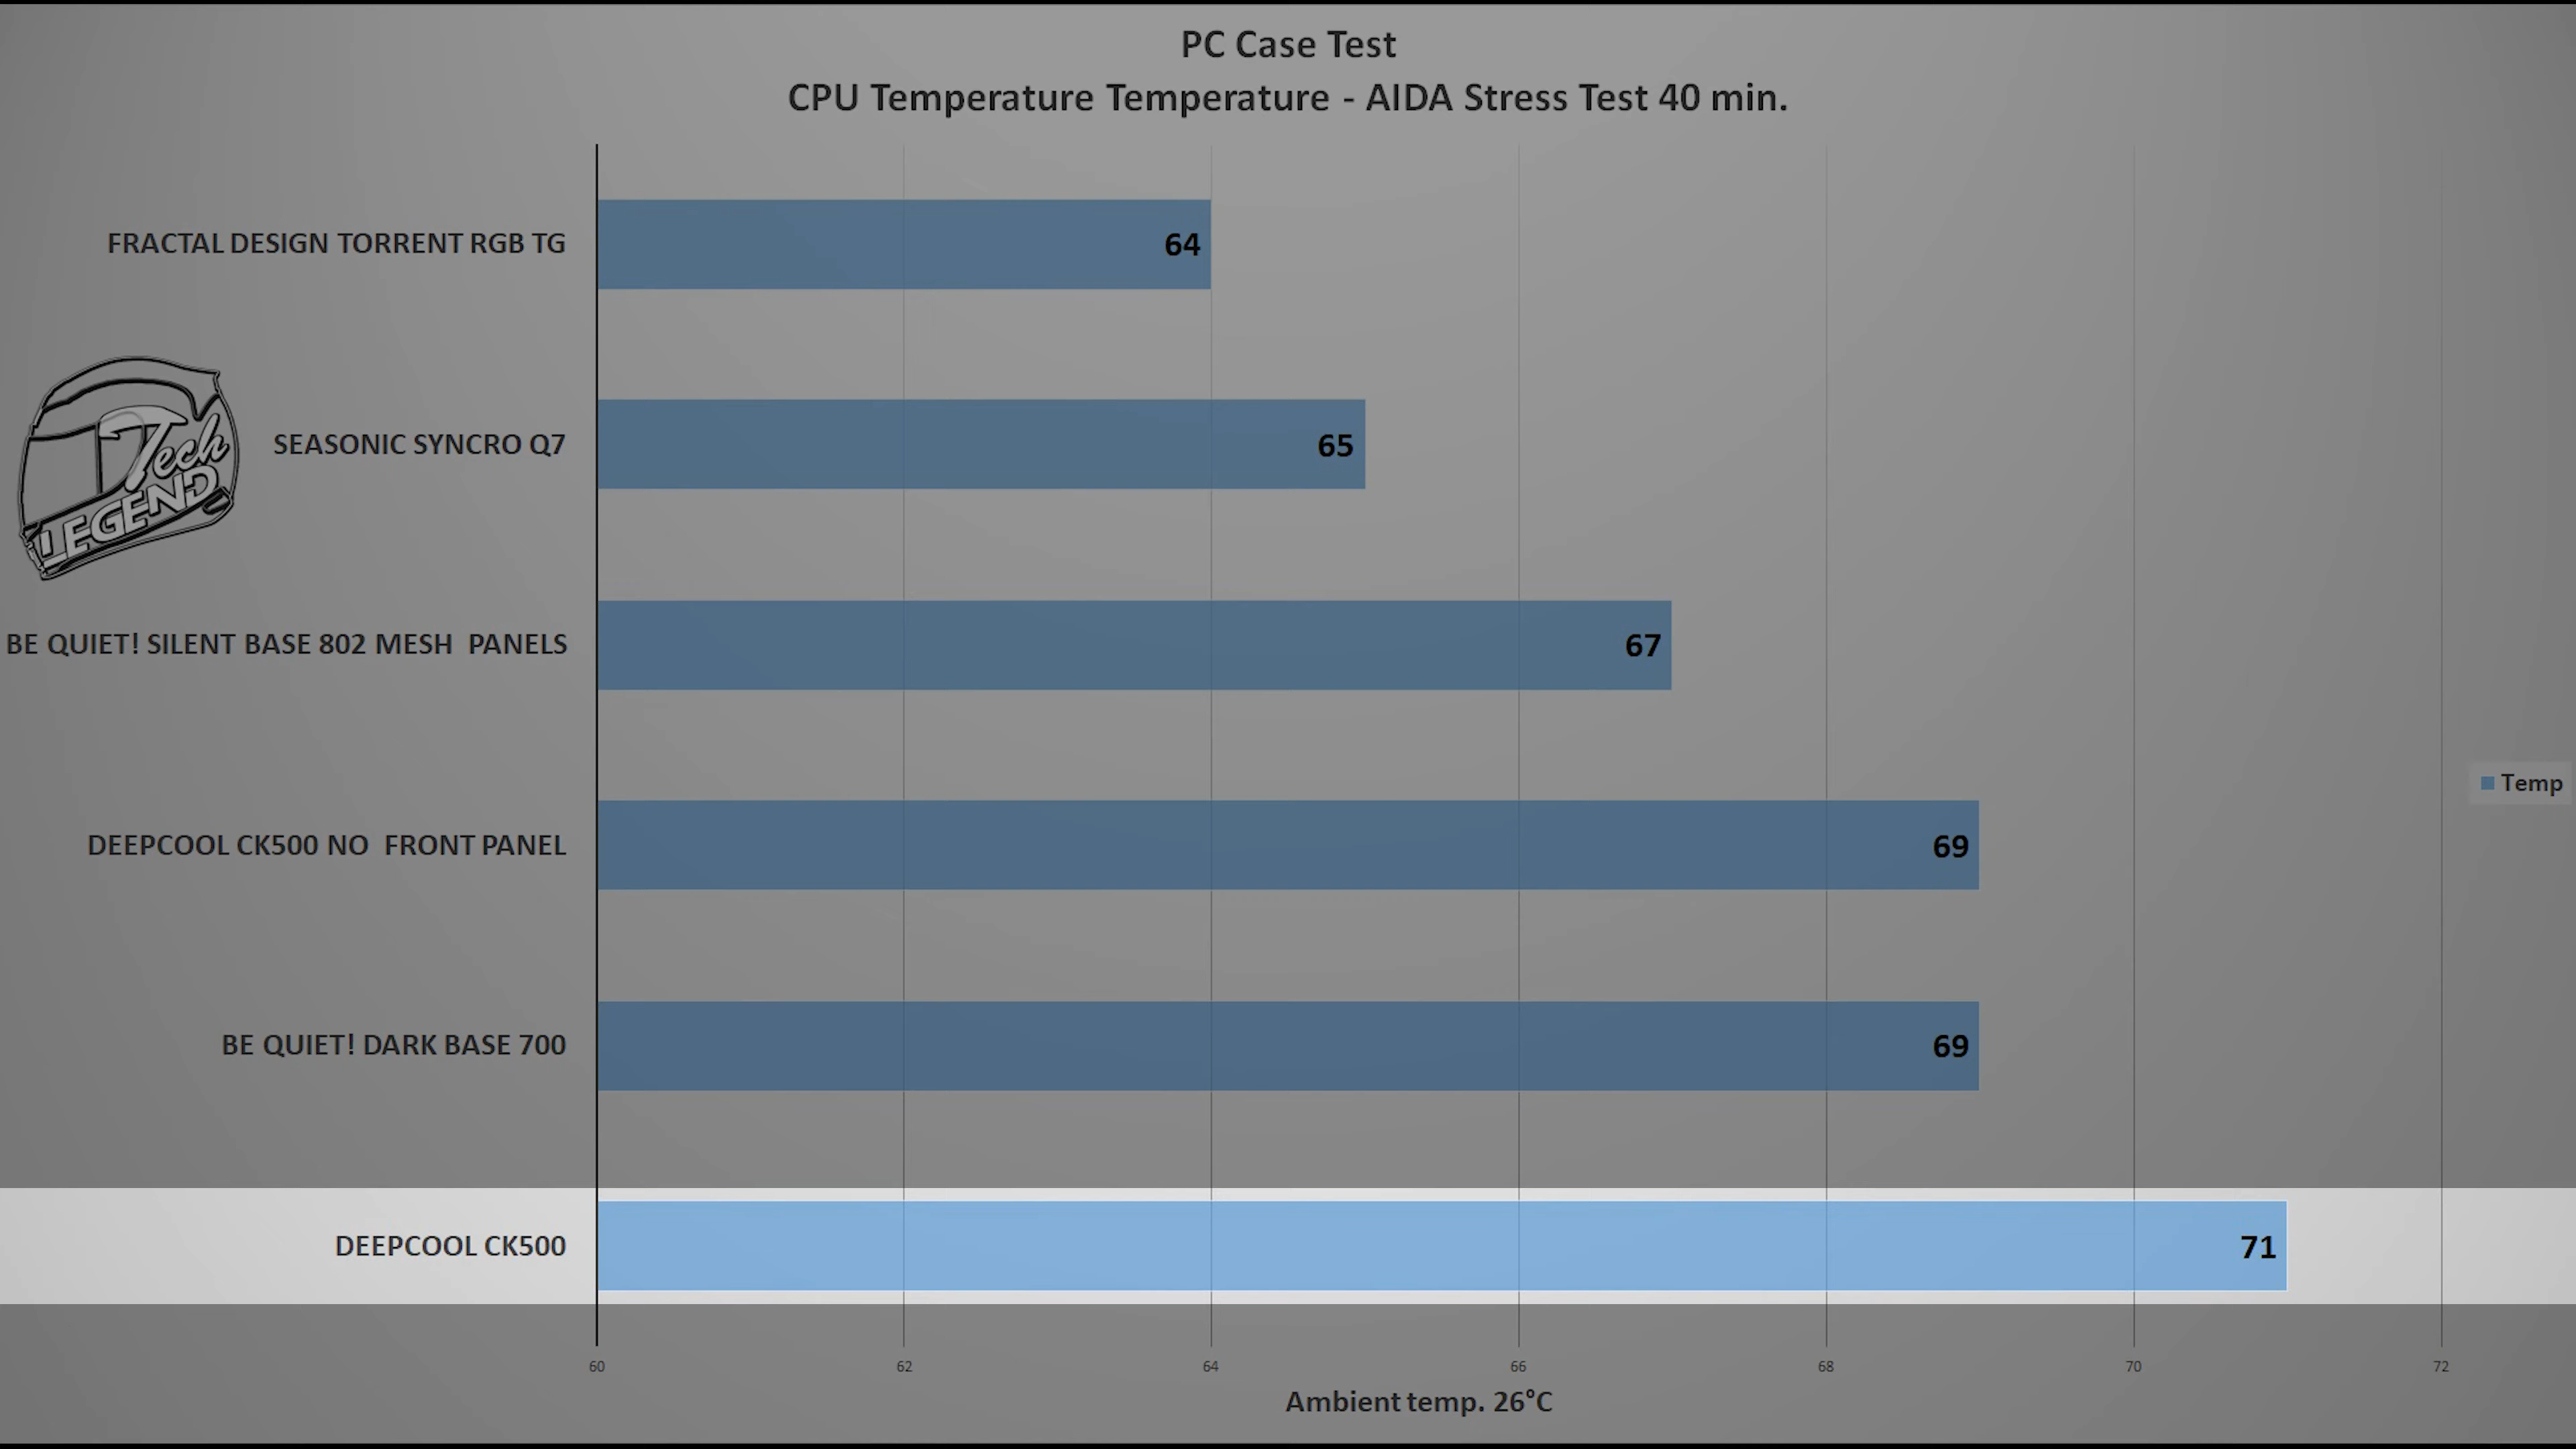 PC Case Test
CPU Temperature Temperature - AIDA Stress Test 40 min.
FRACTAL DESIGN TORRENT RGB TG
64
SEASONIC SYNCRO Q7
65
Tech
LEGEND
BE QUIET! SILENT BASE 802 MESH  PANELS
67
Temp
DEEPCOOL CK500 NO  FRONT PANEL
69
BE QUIET! DARK BASE 700
69
DEEPCOOL CK500
71
60 62 64 66 68 70 72
Ambient temp. 26°C